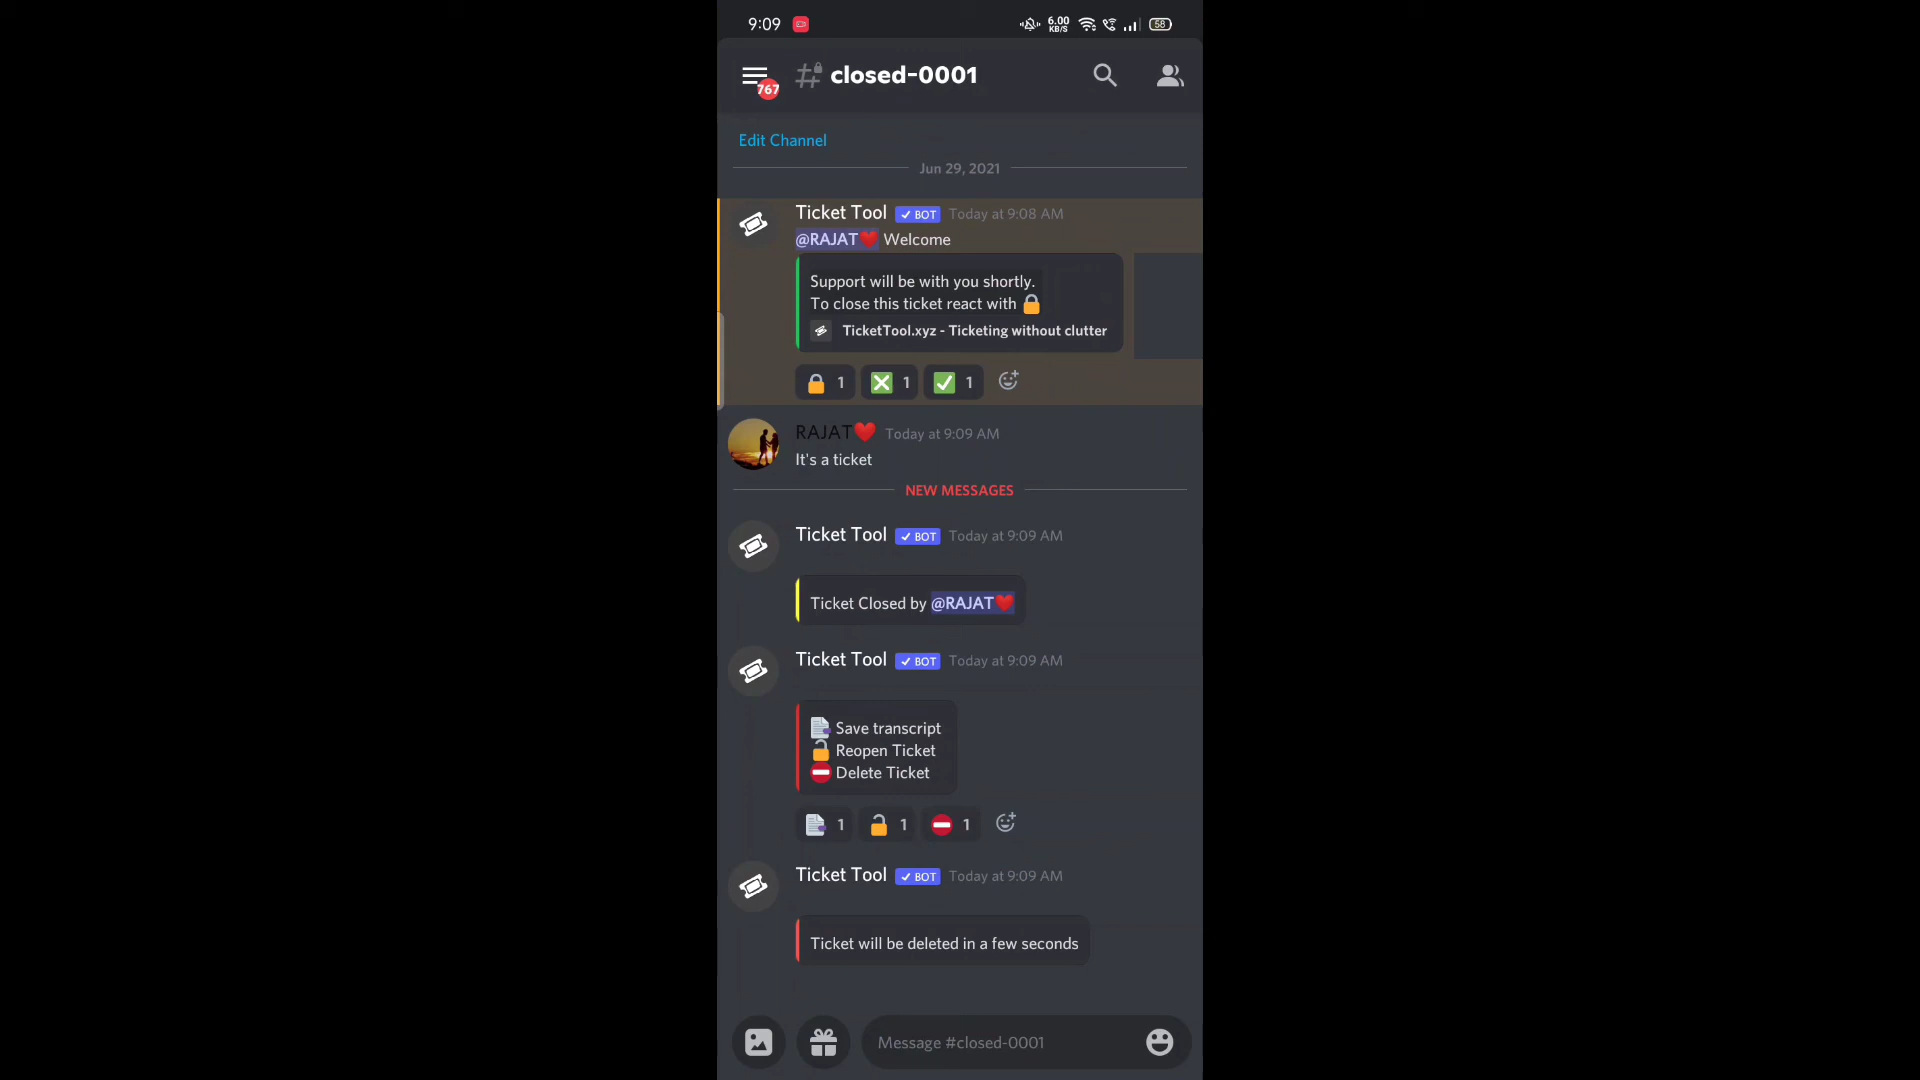 9:09
6.00
KB/S
58
767
closed-0001
Edit Channel
Jun 29, 2021
Ticket Tool ✓ BOT Today at 9:08 AM
@RAJAT❤️ Welcome
Support will be with you shortly.
To close this ticket react with 🔒
TicketTool.xyz - Ticketing without clutter
🔒 1 ❎ 1 ✅ 1
RAJAT❤️ Today at 9:09 AM
It's a ticket
NEW MESSAGES
Ticket Tool ✓ BOT Today at 9:09 AM
Ticket Closed by @RAJAT❤️
Ticket Tool ✓ BOT Today at 9:09 AM
Save transcript
🔓 Reopen Ticket
⛔ Delete Ticket
1 🔓 1 ⛔ 1
Ticket Tool ✓ BOT Today at 9:09 AM
Ticket will be deleted in a few seconds
Message #closed-0001